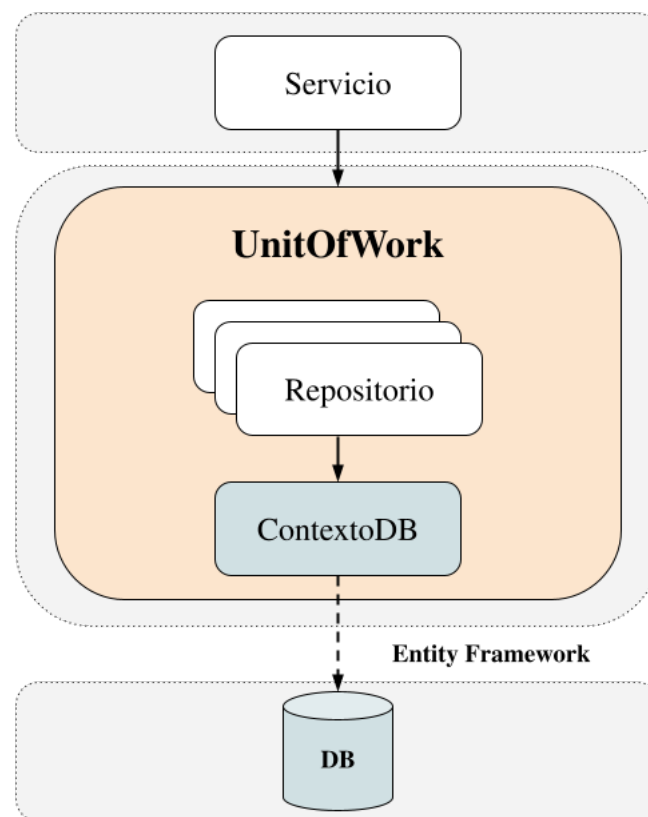 Servicio
UnitOfWork
Repositorio
ContextoDB
Entity Framework
DB